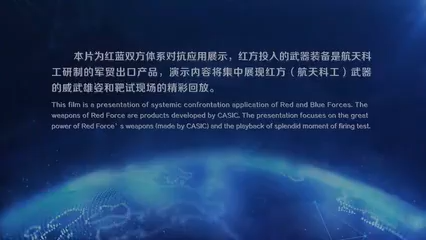 本片为红蓝双方体系对抗应用展示，红方投入的武器装备是航天科
工研制的军贸出口产品，演示内容将集中展现红方（航天科工）武器
的威武雄姿和靶试现场的精彩回放。
This film is a presentation of systemic confrontation application of Red and Blue Forces. The
weapons of Red Force are products developed by CASIC. The presentation focuses on the greet
power of Red Force' s weapons (made by CASIC) and the playback of splendid moment of firing test.